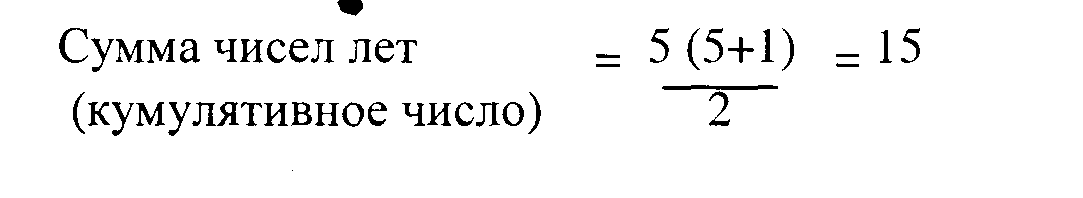 Сумма чисел лет = 5 (5+1) = 15
(кумулятивное число) 2